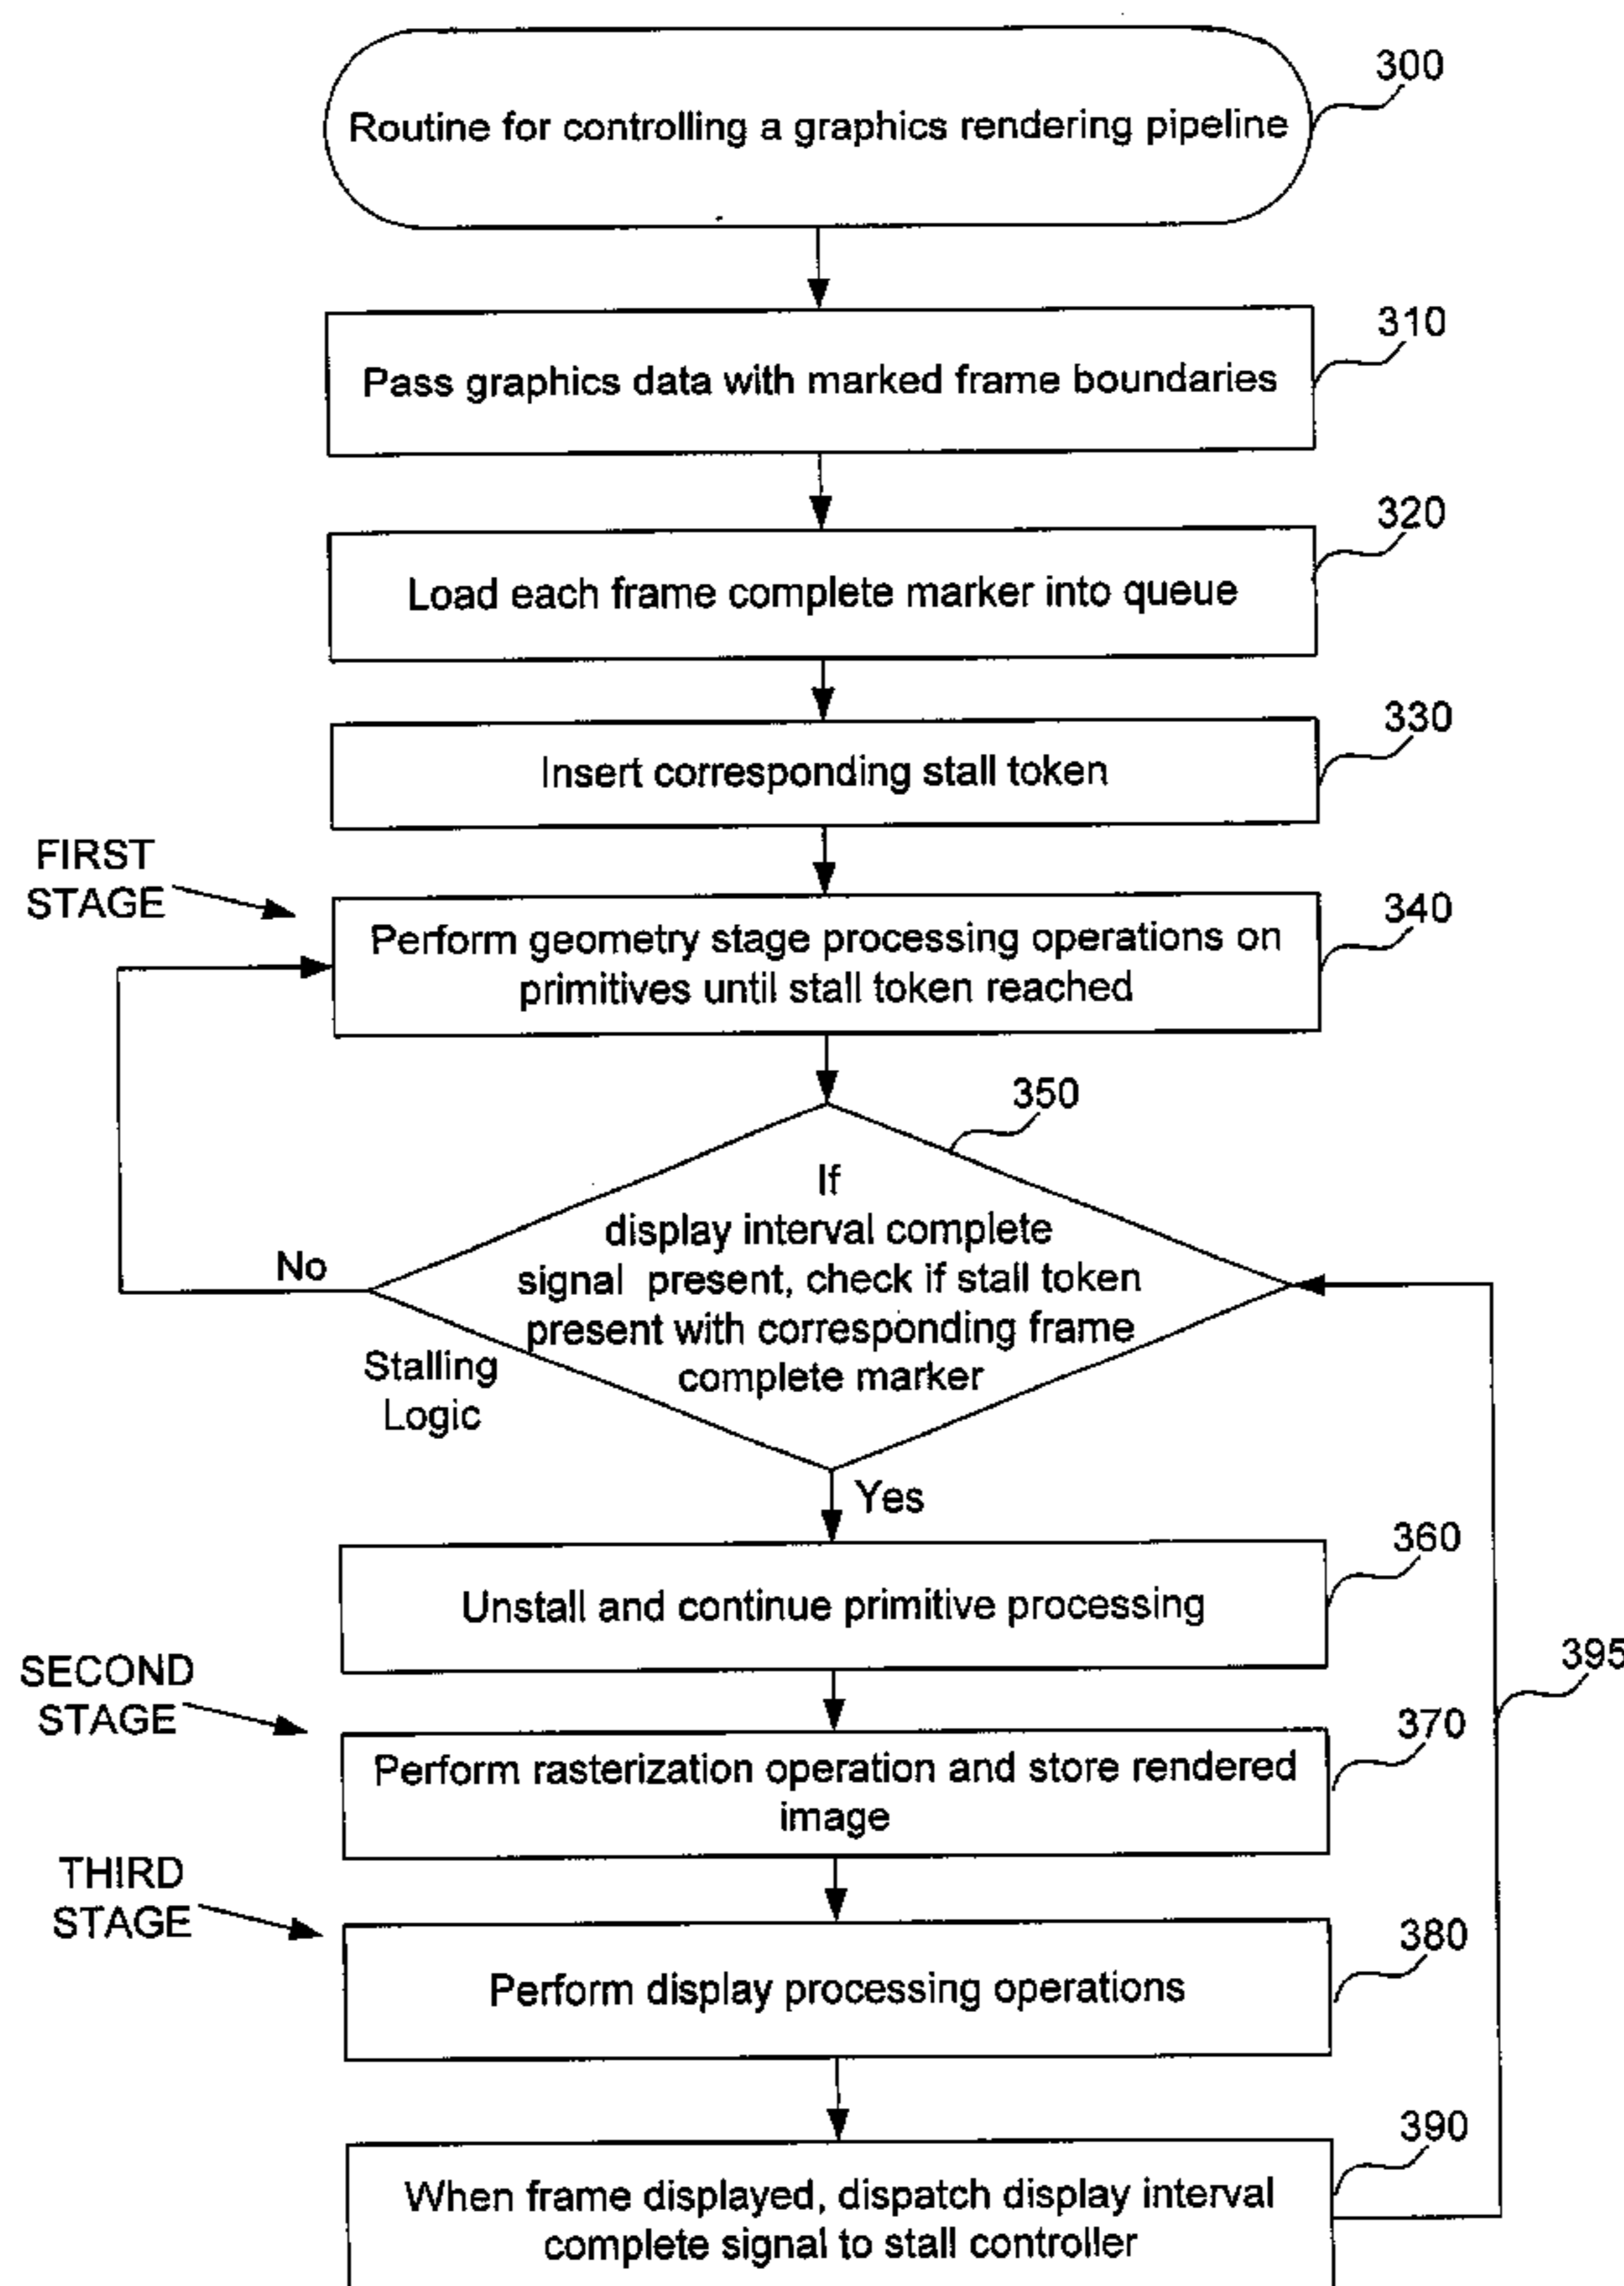 300
Routine for controlling a graphics rendering pipeline
310
Pass graphics data with marked frame boundaries
320
Load each frame complete marker into queue
330
Insert corresponding stall token
FIRST
STAGE
340
Perform geometry stage processing operations on
primitives until stall token reached
350
If
display interval complete
signal present, check if stall token
present with corresponding frame
complete marker
No
Stalling
Logic
Yes
360
Unstall and continue primitive processing
395
SECOND
STAGE
370
Perform rasterization operation and store rendered
image
THIRD
STAGE
380
Perform display processing operations
390
When frame displayed, dispatch display interval
complete signal to stall controller